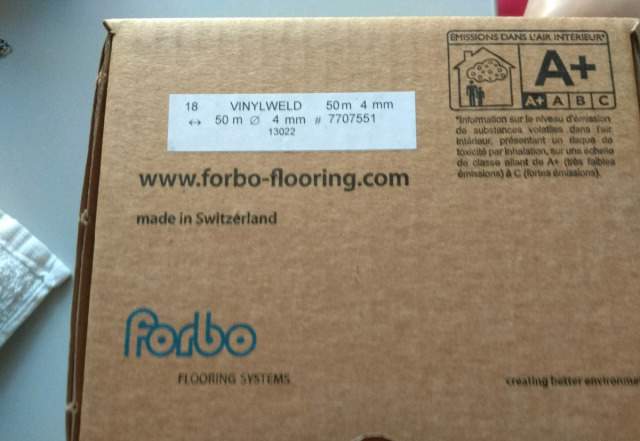 ÉMISSIONS DANS L'AIR INTÉRIEUR*
A+
A+ A B C
*Information sur le niveau d'émission
de substances volatiles dans l'air
intérieur, présentant un risque de
toxicité par inhalation, sur une échelle
de classe allant de A+ (très faibles
émissions) à C (fortes émissions).
18 VINYLWELD 50m 4 mm
↔ 50 m Ø 4 mm # 7707551
13022
www.forbo-flooring.com
made in Switzerland
forbo
FLOORING SYSTEMS
creating better environme